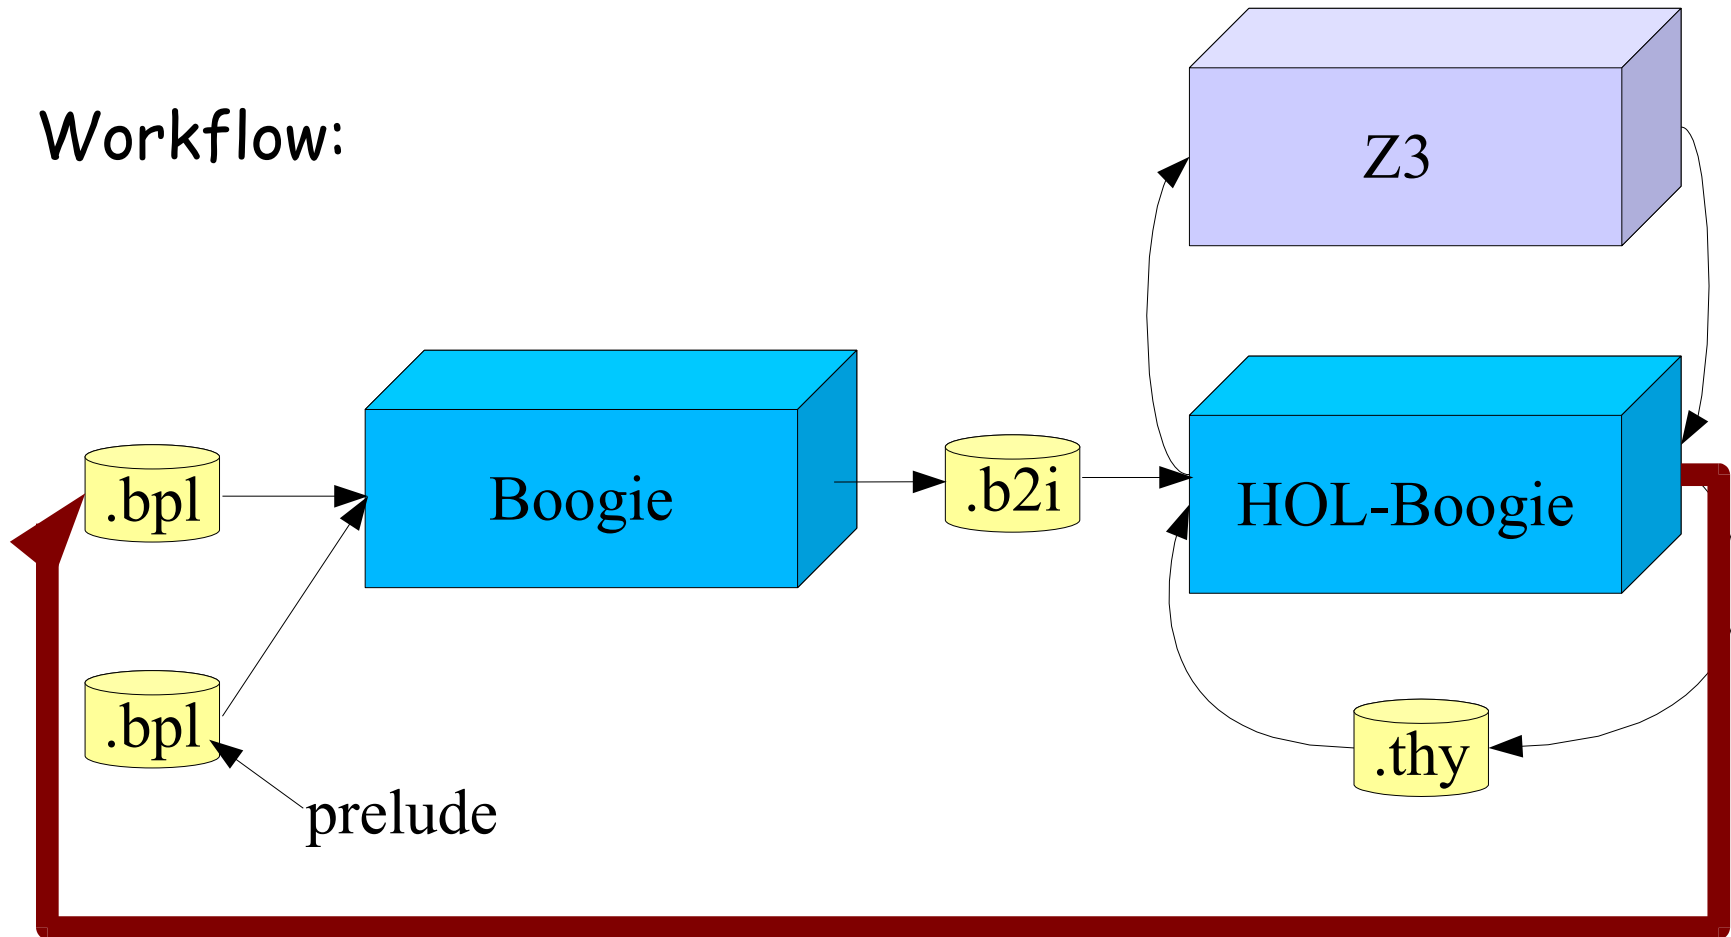 Workflow:
Z3
.bpl
Boogie
.b2i
HOL-Boogie
.bpl
.thy
prelude